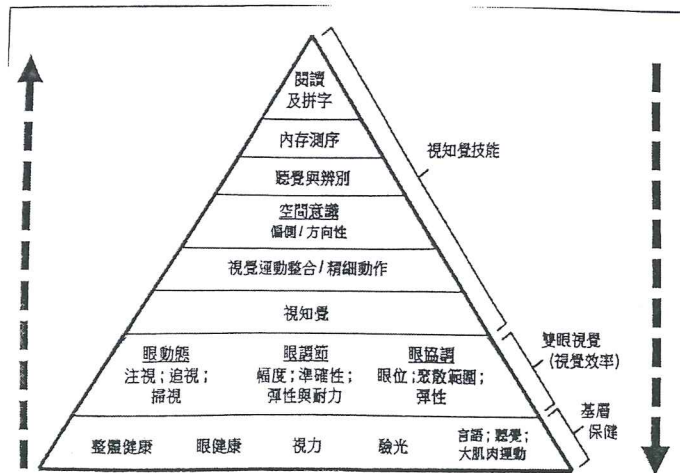 閱讀
及拼字
內存測序
聽覺與辨別
空間意識
偏側/方向性
視覺運動整合/精細動作
視知覺
眼動態
注視;追視;
掃視
眼調節
幅度;準確性;
彈性與耐力
眼協調
眼位;聚散範圍;
彈性
整體健康
眼健康
視力
驗光
言語;聽覺;
大肌肉運動
視知覺技能
雙眼視覺
(視覺效率)
基層
保健